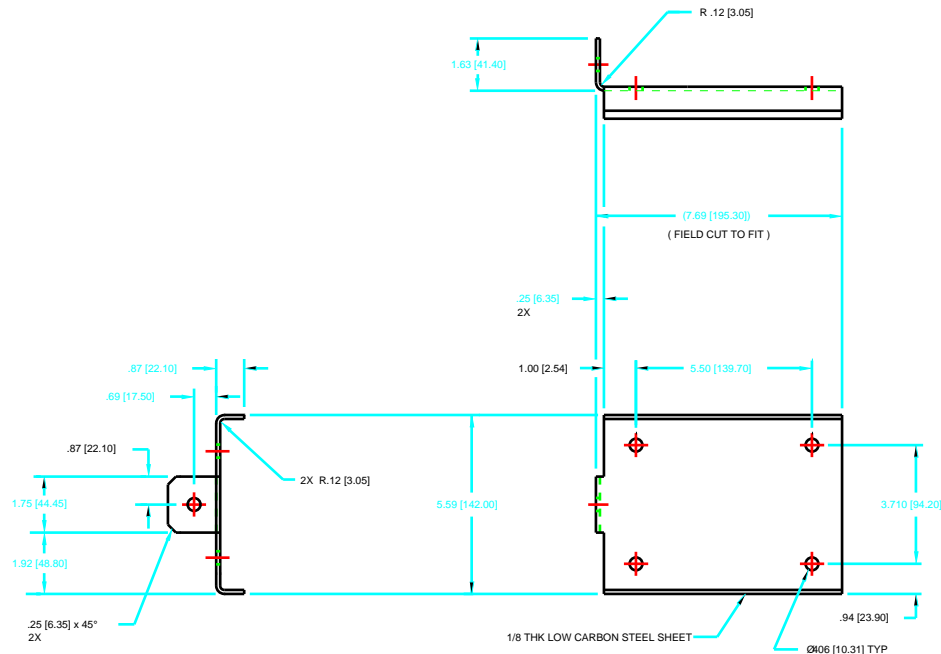 R .12 [3.05]
1.63 [41.40]
(7.69 [195.30])
( FIELD CUT TO FIT )
.25 [6.35]
2X
.87 [22.10]
1.00 [2.54]
5.50 [139.70]
.69 [17.50]
.87 [22.10]
2X R.12 [3.05]
1.75 [44.45]
5.59 [142.00]
3.710 [94.20]
1.92 [48.80]
.25 [6.35] x 45°
2X
.94 [23.90]
1/8 THK LOW CARBON STEEL SHEET
Ø406 [10.31] TYP